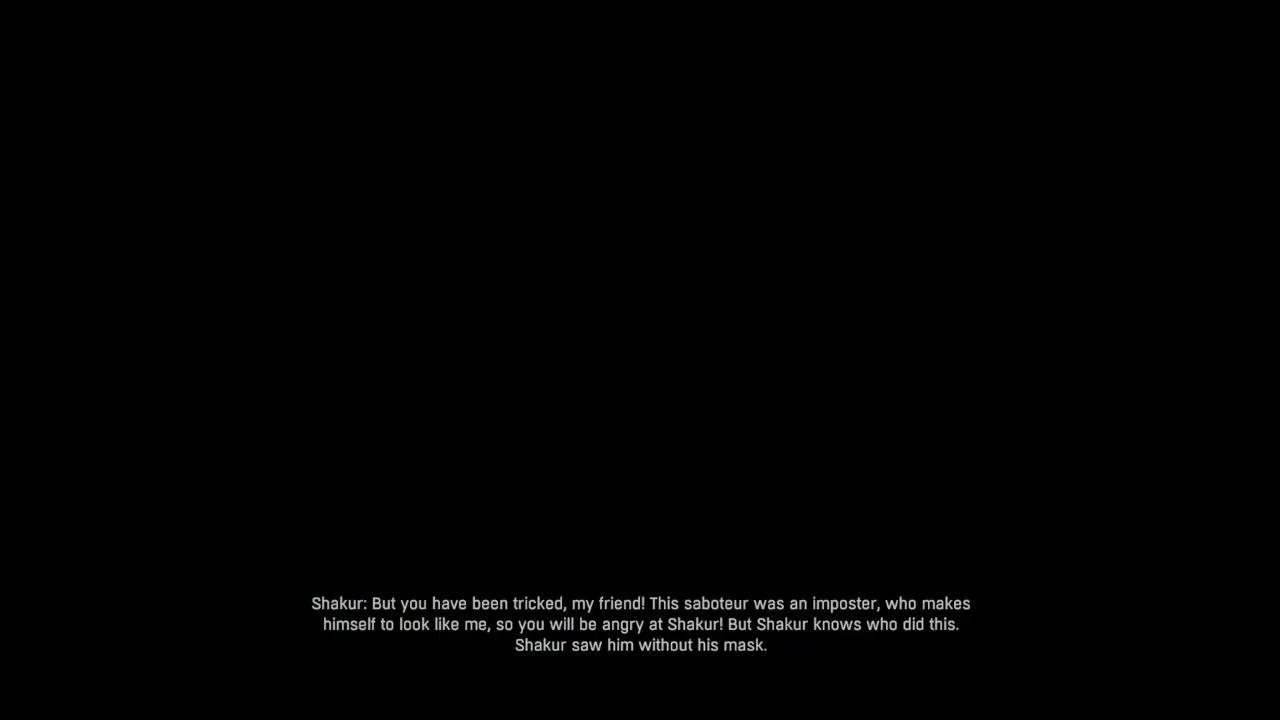 Shakur: But you have been tricked, my friend! This saboteur was an imposter, who makes
himself to look like me, so you will be angry at Shakur! But Shakur knows who did this.
Shakur saw him without his mask.